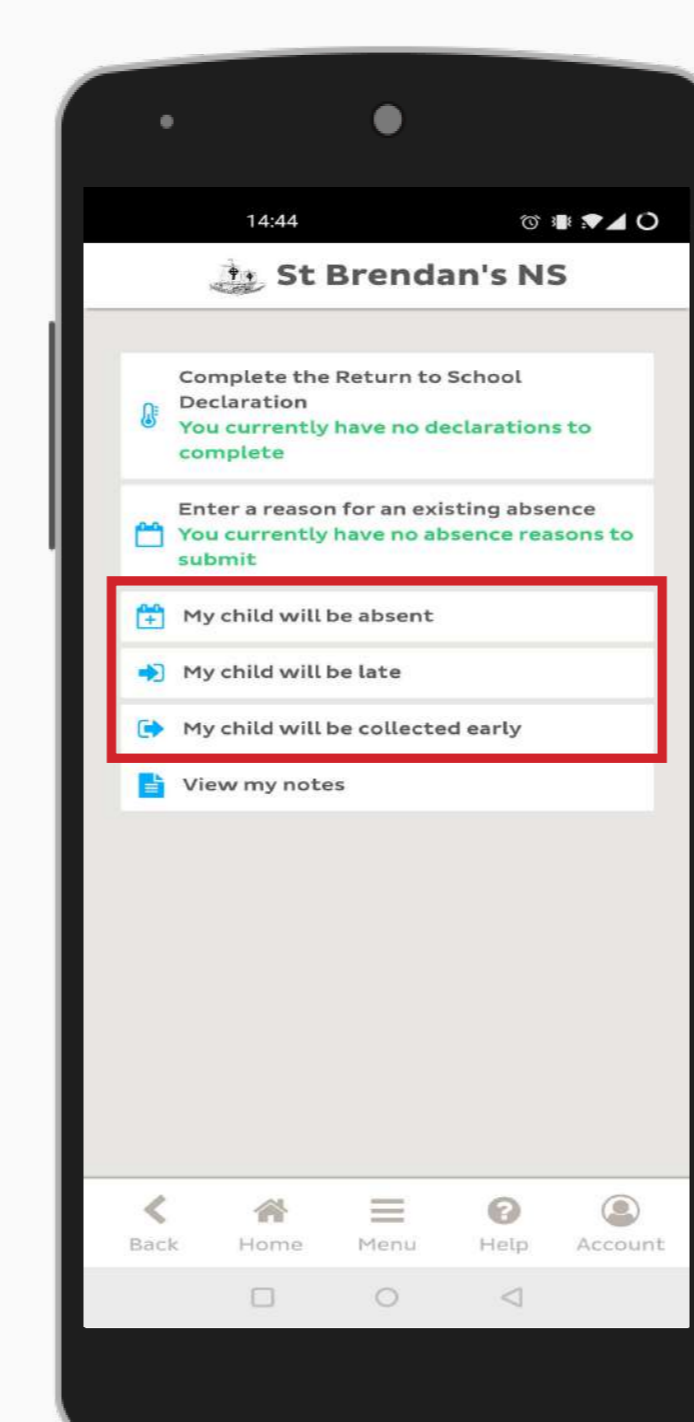 14:44
St Brendan's NS
Complete the Return to School
Declaration
You currently have no declarations to
complete
Enter a reason for an existing absence
You currently have no absence reasons to
submit
My child will be absent
My child will be late
My child will be collected early
View my notes
Back Home Menu Help Account